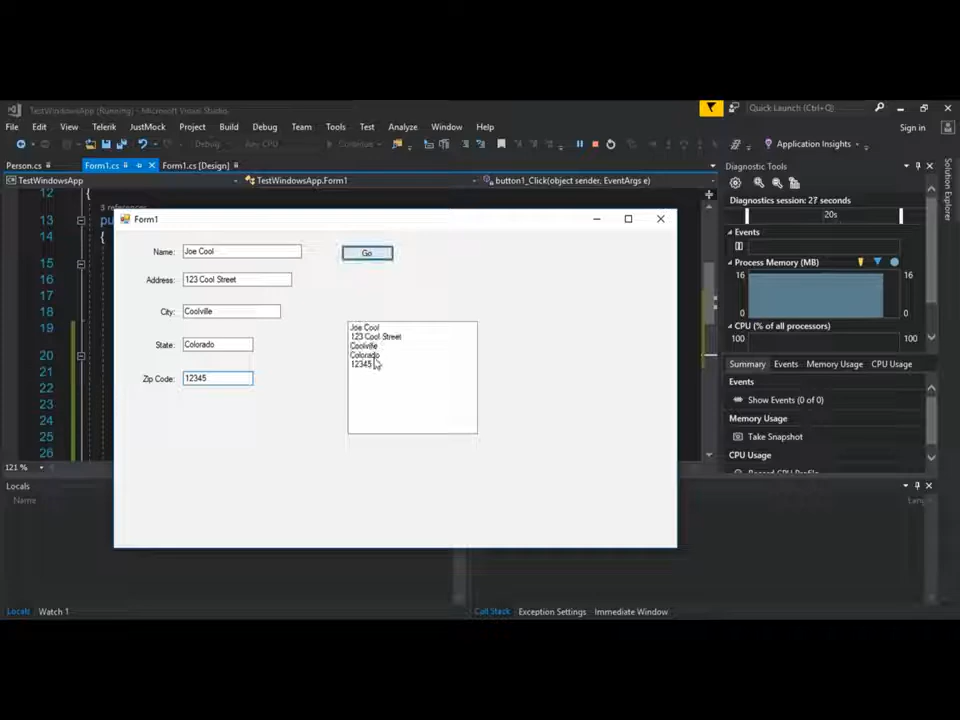 TestWindowsApp (Running) - Microsoft Visual Studio
Quick Launch (Ctrl+Q)
File Edit View Telerik JustMock Project Build Debug Team Tools Test Analyze Window Help
Sign in
Debug Any CPU Continue Application Insights
Person.cs Form1.cs Form1.cs [Design]
TestWindowsApp TestWindowsApp.Form1 button1_Click(object sender, EventArgs e)
12 {
3 references
13 pu
14 {
15
16
17
18
19
20
21
22
23
24
25
26
121 %
Form1
Name: Joe Cool
Go
Address: 123 Cool Street
City: Coolville
State: Colorado
Zip Code: 12345
Joe Cool
123 Cool Street
Coolville
Colorado
12345
Diagnostic Tools
Diagnostics session: 27 seconds
20s
Events
Process Memory (MB)
16 16
0 0
CPU (% of all processors)
100 100
Summary Events Memory Usage CPU Usage
Events
Show Events (0 of 0)
Memory Usage
Take Snapshot
CPU Usage
Record CPU Profile
Solution Explorer
Locals
Name
Lang
Locals Watch 1
Call Stack Exception Settings Immediate Window